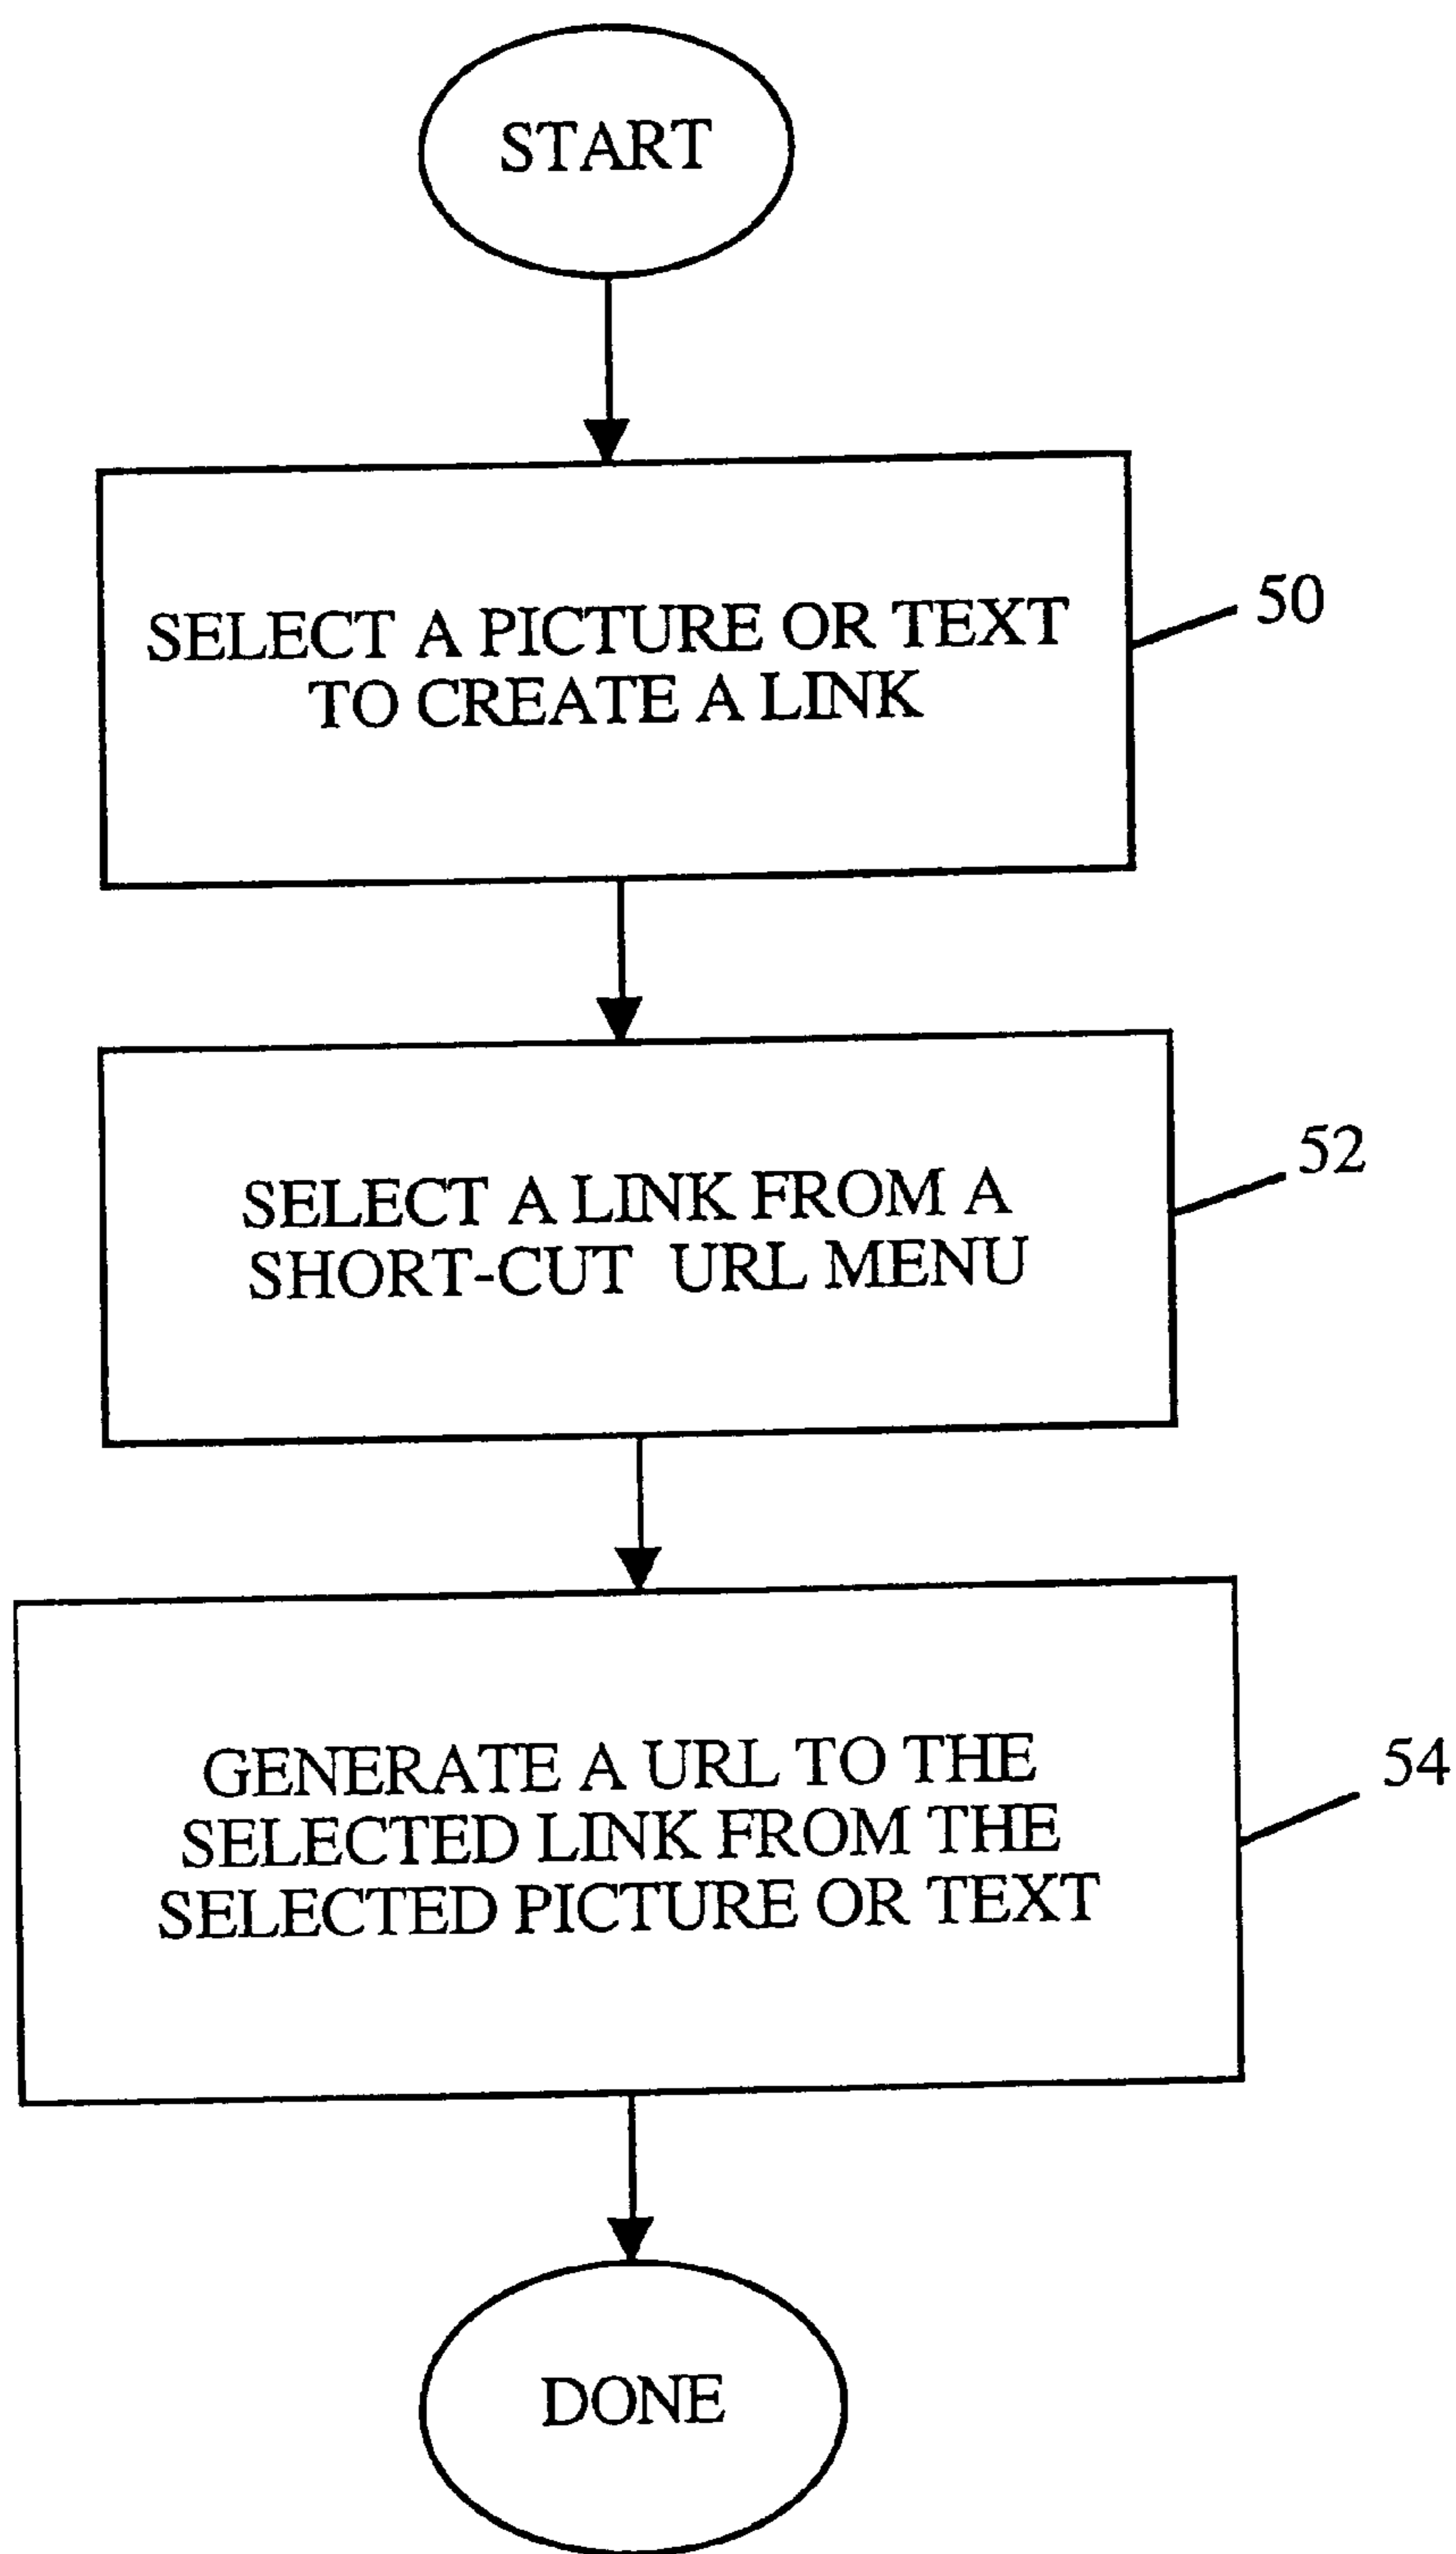 START
SELECT A PICTURE OR TEXT
TO CREATE A LINK
50
SELECT A LINK FROM A
SHORT-CUT URL MENU
52
GENERATE A URL TO THE
SELECTED LINK FROM THE
SELECTED PICTURE OR TEXT
54
DONE